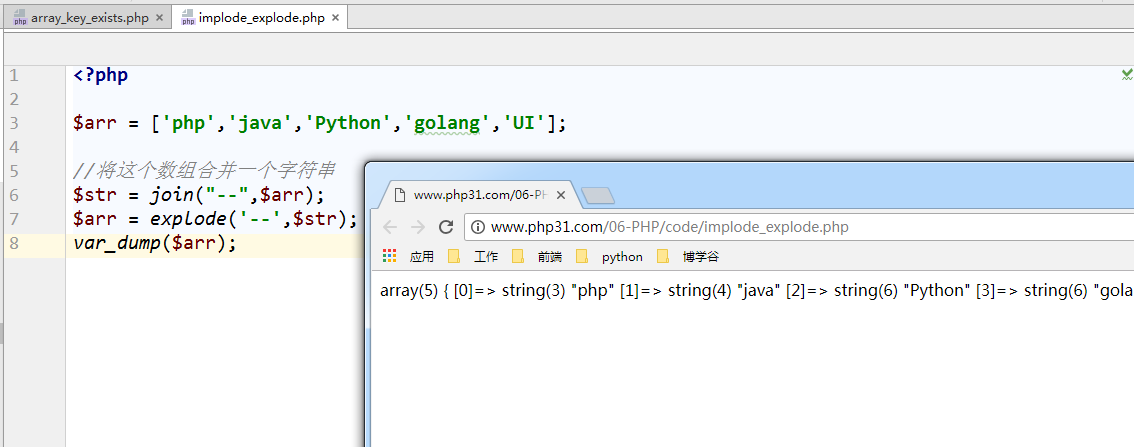 array_key_exists.php
implode_explode.php
1 <?php
2
3 $arr = ['php','java','Python','golang','UI'];
4
5 //将这个数组合并一个字符串
6 $str = join("--",$arr);
7 $arr = explode('--',$str);
8 var_dump($arr);
www.php31.com/06-PH
www.php31.com/06-PHP/code/implode_explode.php
应用 工作 前端 python 博学谷
array(5) { [0]=> string(3) "php" [1]=> string(4) "java" [2]=> string(6) "Python" [3]=> string(6) "gola